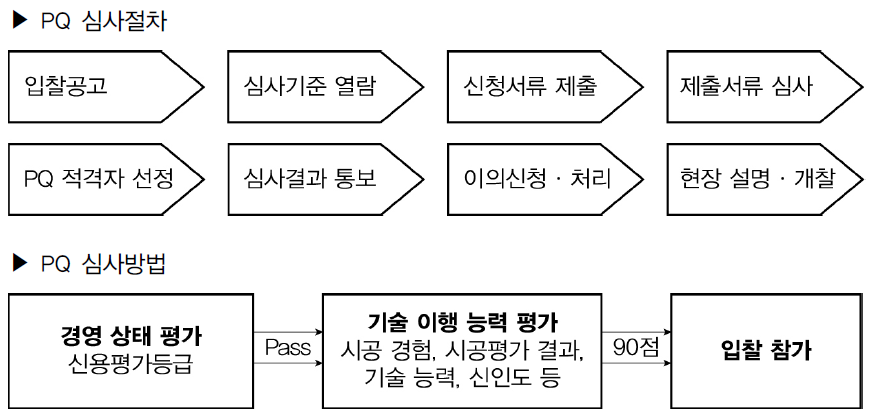 ▶ PQ 심사절차
입찰공고
심사기준 열람
신청서류 제출
제출서류 심사
PQ 적격자 선정
심사결과 통보
이의신청 · 처리
현장 설명 · 개찰
▶ PQ 심사방법
경영 상태 평가
신용평가등급
Pass
기술 이행 능력 평가
시공 경험, 시공평가 결과,
기술 능력, 신인도 등
90점
입찰 참가